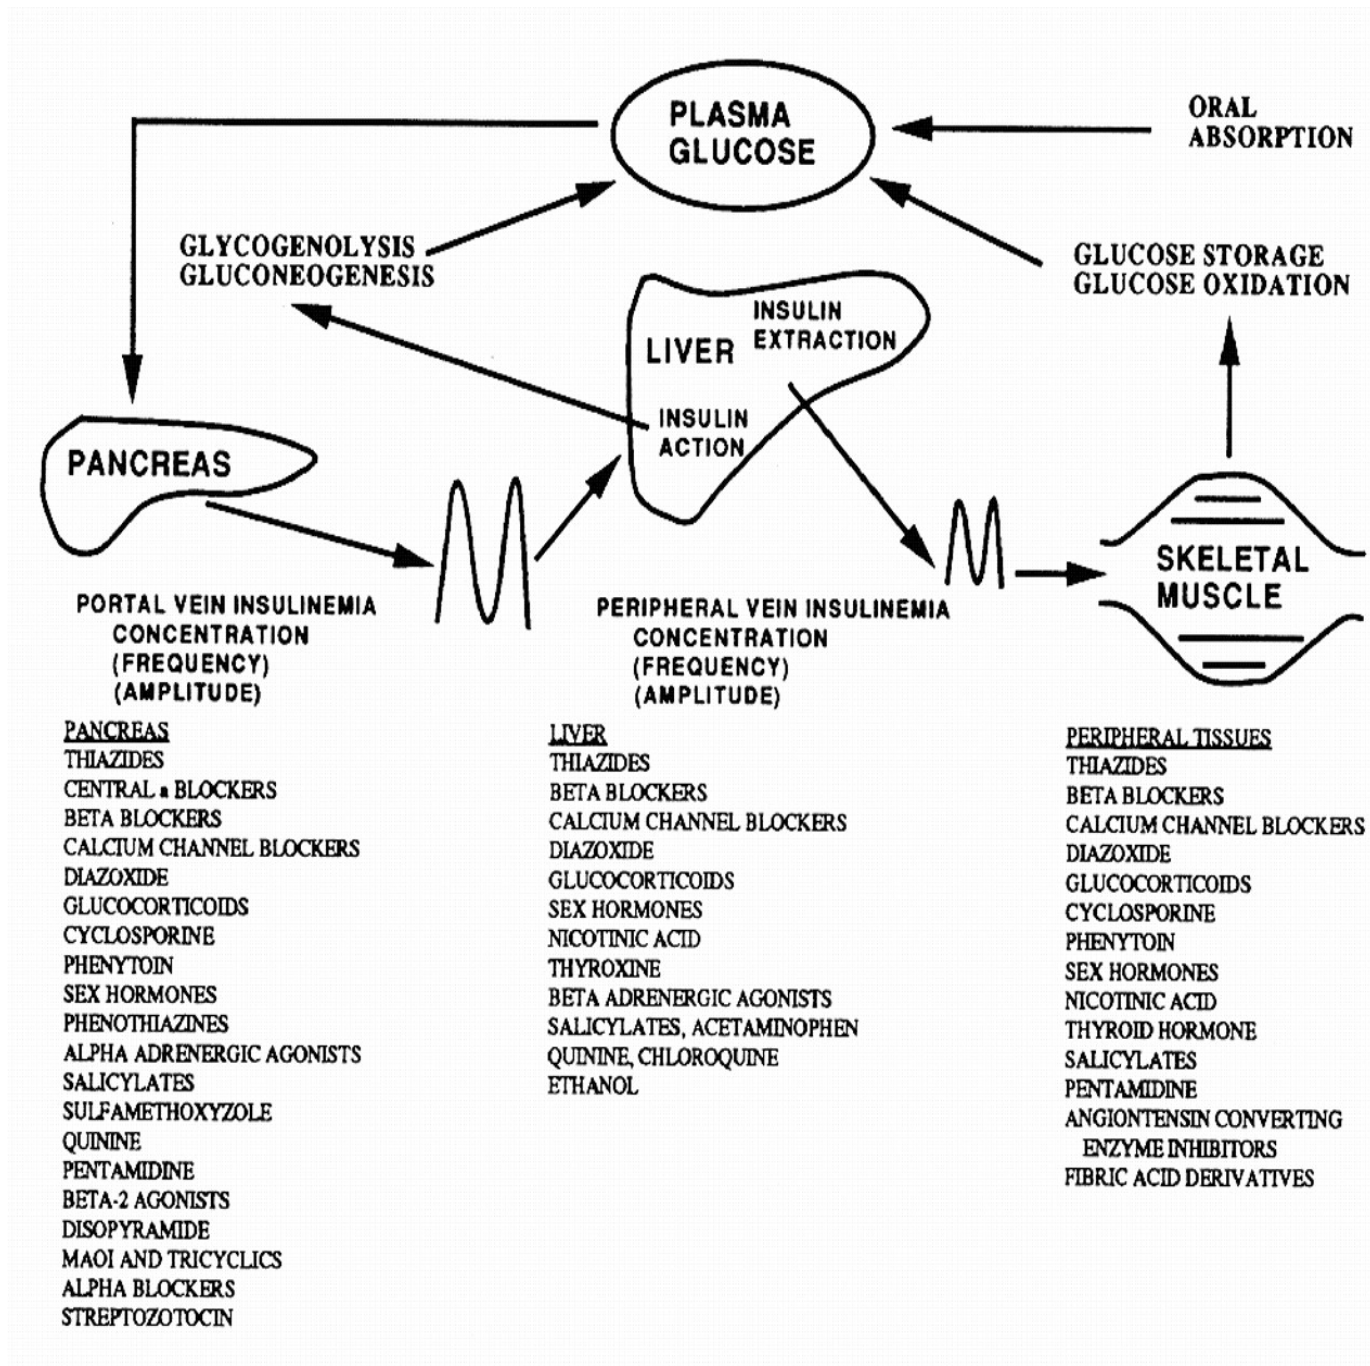 PLASMA
GLUCOSE
ORAL
ABSORPTION
GLYCOGENOLYSIS
GLUCONEOGENESIS
GLUCOSE STORAGE
GLUCOSE OXIDATION
INSULIN
EXTRACTION
LIVER
INSULIN
ACTION
PANCREAS
SKELETAL
MUSCLE
PORTAL VEIN INSULINEMIA
CONCENTRATION
(FREQUENCY)
(AMPLITUDE)
PERIPHERAL VEIN INSULINEMIA
CONCENTRATION
(FREQUENCY)
(AMPLITUDE)
PANCREAS
THIAZIDES
CENTRAL a BLOCKERS
BETA BLOCKERS
CALCIUM CHANNEL BLOCKERS
DIAZOXIDE
GLUCOCORTICOIDS
CYCLOSPORINE
PHENYTOIN
SEX HORMONES
PHENOTHIAZINES
ALPHA ADRENERGIC AGONISTS
SALICYLATES
SULFAMETHOXYZOLE
QUININE
PENTAMIDINE
BETA-2 AGONISTS
DISOPYRAMIDE
MAOI AND TRICYCLICS
ALPHA BLOCKERS
STREPTOZOTOCIN
LIVER
THIAZIDES
BETA BLOCKERS
CALCIUM CHANNEL BLOCKERS
DIAZOXIDE
GLUCOCORTICOIDS
SEX HORMONES
NICOTINIC ACID
THYROXINE
BETA ADRENERGIC AGONISTS
SALICYLATES, ACETAMINOPHEN
QUININE, CHLOROQUINE
ETHANOL
PERIPHERAL TISSUES
THIAZIDES
BETA BLOCKERS
CALCIUM CHANNEL BLOCKERS
DIAZOXIDE
GLUCOCORTICOIDS
CYCLOSPORINE
PHENYTOIN
SEX HORMONES
NICOTINIC ACID
THYROID HORMONE
SALICYLATES
PENTAMIDINE
ANGIONTENSIN CONVERTING
ENZYME INHIBITORS
FIBRIC ACID DERIVATIVES